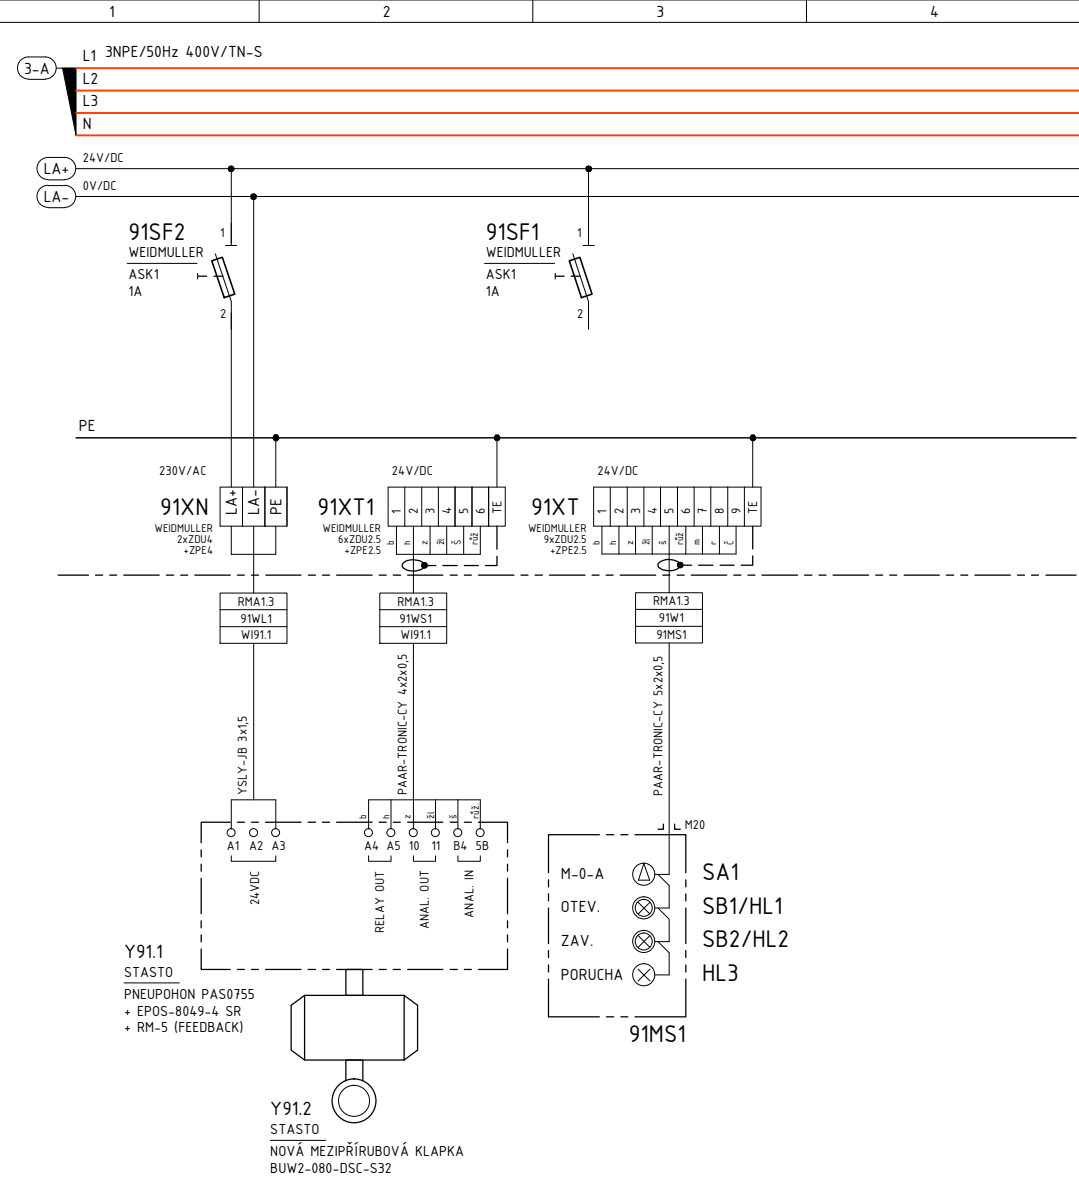 1 2 3 4
L1 3NPE/50Hz 400V/TN-S
3-A
L2
L3
N
24V/DC
LA+
0V/DC
LA-
91SF2
WEIDMULLER
ASK1
1A
1
2
91SF1
WEIDMULLER
ASK1
1A
1
2
PE
230V/AC
91XN
WEIDMULLER
2xZDU4
+ZPE4
LA+ LA- PE
24V/DC
91XT1
WEIDMULLER
6xZDU2.5
+ZPE2.5
1 2 3 4 5 6 TE
b h z žl š růž
24V/DC
91XT
WEIDMULLER
9xZDU2.5
+ZPE2.5
1 2 3 4 5 6 7 8 9 TE
b h z žl š růž m r č
RMA1.3
91WL1
WI91.1
RMA1.3
91WS1
WI91.1
RMA1.3
91W1
91MS1
YSLY-JB 3x1,5
PAAR-TRONIC-CY 4x2x0,5
PAAR-TRONIC-CY 5x2x0,5
b h z žl š růž
A1 A2 A3
24VDC
A4 A5 10 11 B4 5B
RELAY OUT
ANAL. OUT
ANAL. IN
M20
M-0-A SA1
OTEV. SB1/HL1
ZAV. SB2/HL2
PORUCHA HL3
91MS1
Y91.1
STASTO
PNEUPOHON PAS0755
+ EPOS-8049-4 SR
+ RM-5 (FEEDBACK)
Y91.2
STASTO
NOVÁ MEZIPŘÍRUBOVÁ KLAPKA
BUW2-080-DSC-S32